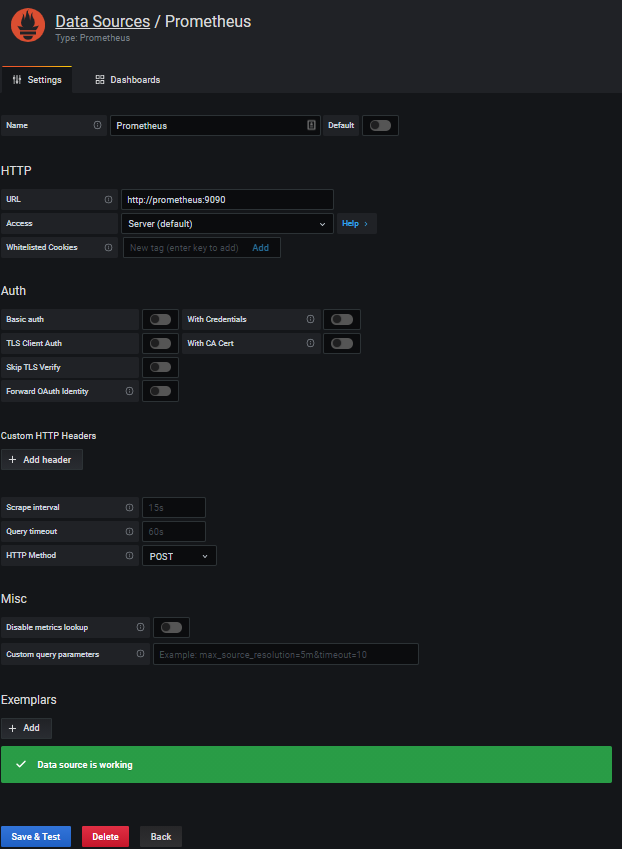 Data Sources / Prometheus
Type: Prometheus
Settings Dashboards
Name Prometheus Default
HTTP
URL http://prometheus:9090
Access Server (default) Help
Whitelisted Cookies New tag (enter key to add) Add
Auth
Basic auth With Credentials
TLS Client Auth With CA Cert
Skip TLS Verify
Forward OAuth Identity
Custom HTTP Headers
+ Add header
Scrape interval 15s
Query timeout 60s
HTTP Method POST
Misc
Disable metrics lookup
Custom query parameters Example: max_source_resolution=5m&timeout=10
Exemplars
+ Add
Data source is working
Save & Test Delete Back